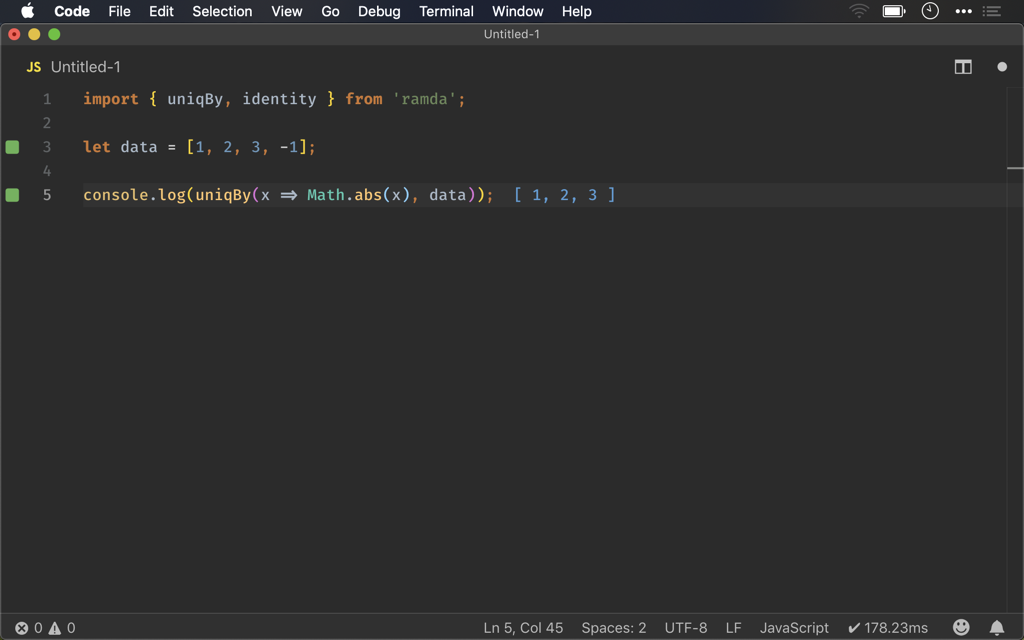 Code File Edit Selection View Go Debug Terminal Window Help
Untitled-1
JS Untitled-1
1 import { uniqBy, identity } from 'ramda';
2
3 let data = [1, 2, 3, -1];
4
5 console.log(uniqBy(x => Math.abs(x), data)); [ 1, 2, 3 ]
0 0 Ln 5, Col 45 Spaces: 2 UTF-8 LF JavaScript ✔ 178.23ms